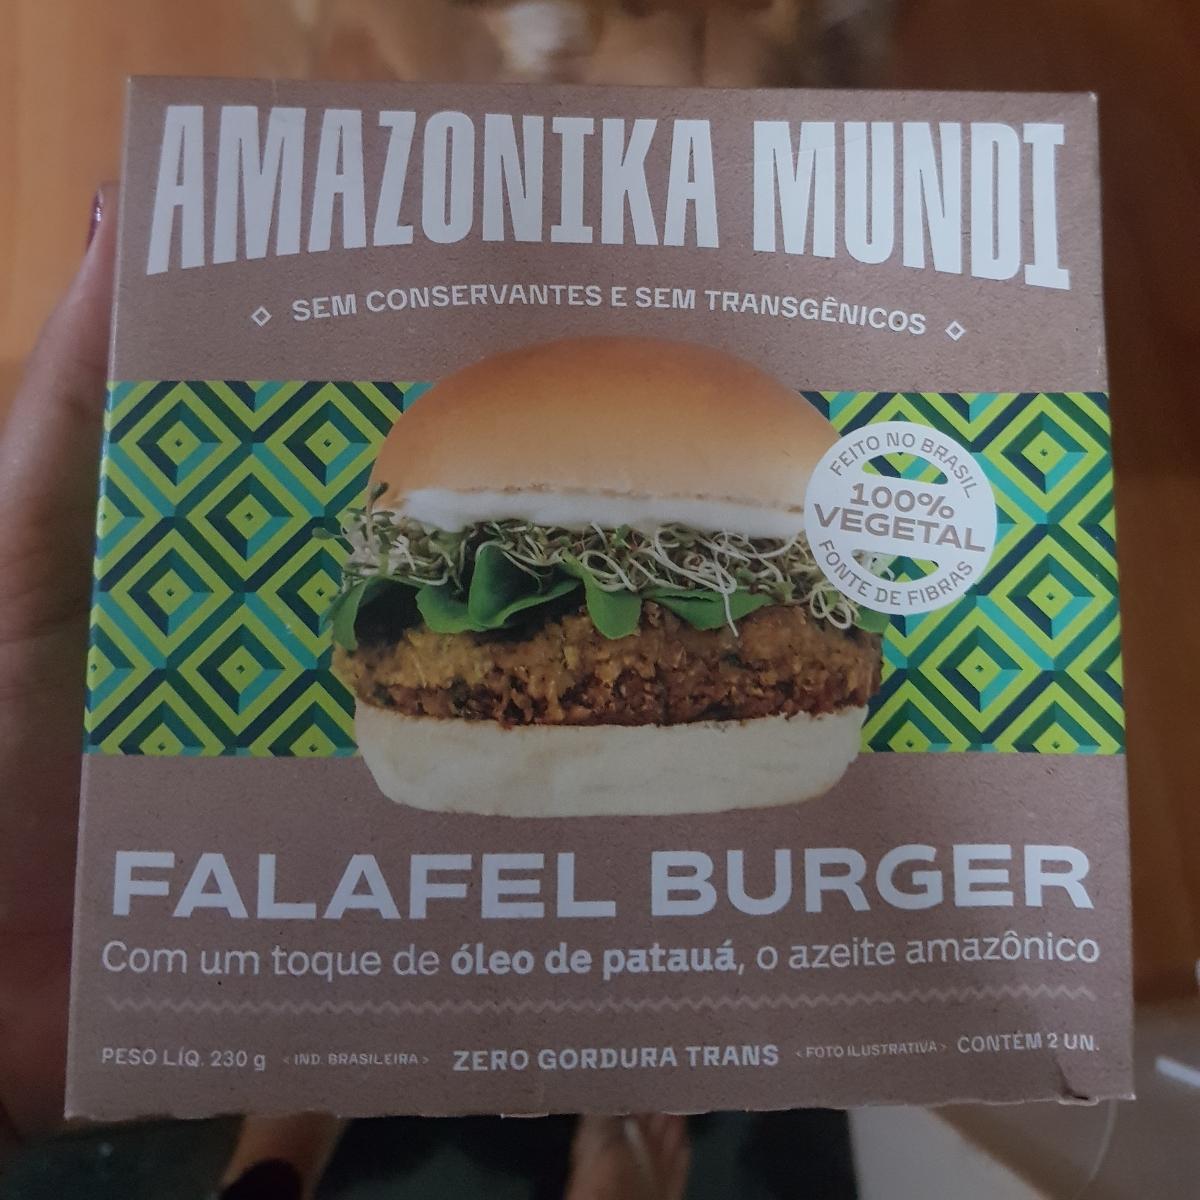 AMAZONIKA MUNDI
SEM CONSERVANTES E SEM TRANSGÊNICOS
FEITO NO BRASIL
100%
VEGETAL
FONTE DE FIBRAS
FALAFEL BURGER
Com um toque de óleo de patauá, o azeite amazônico
PESO LÍQ. 230 g <IND. BRASILEIRA> ZERO GORDURA TRANS <FOTO ILUSTRATIVA> CONTÉM 2 UN.